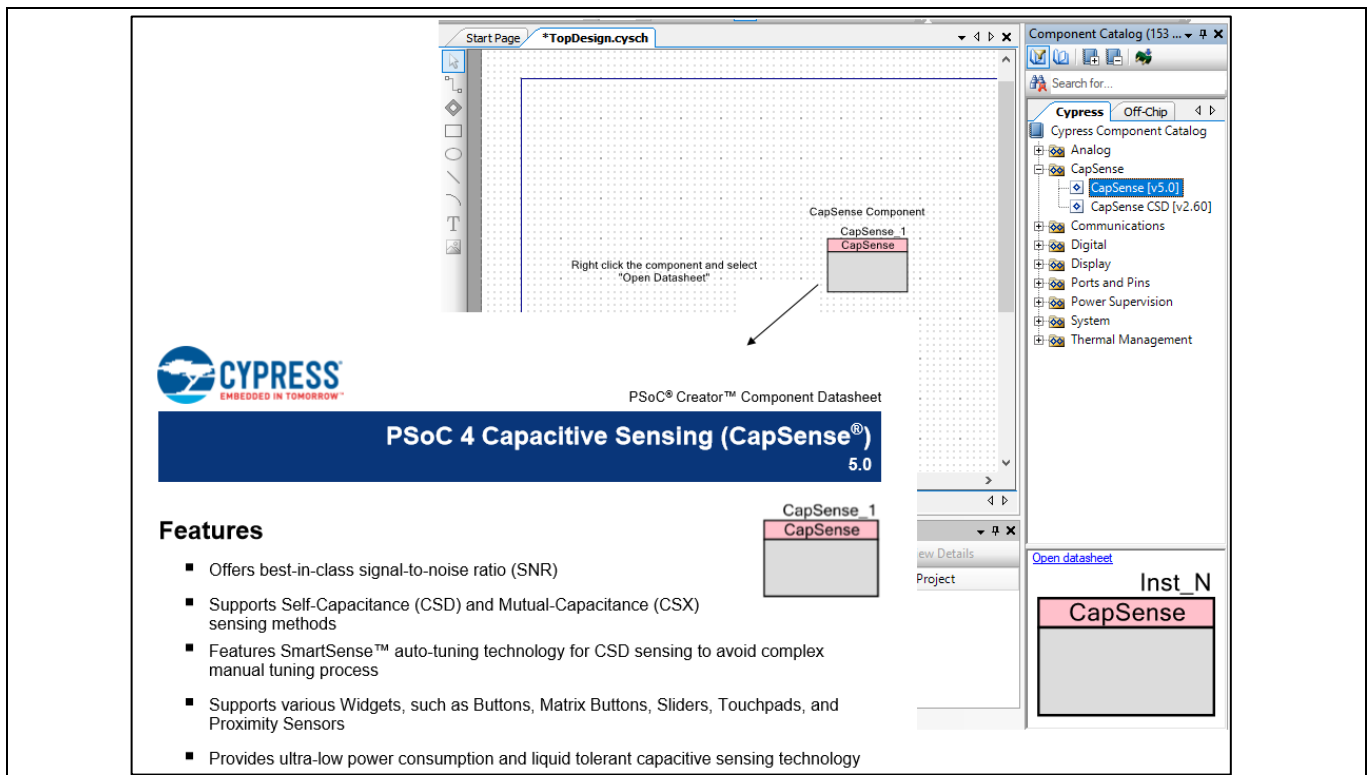 Start Page
*TopDesign.cysch
Component Catalog (153 ...
Search for...
Cypress
Off-Chip
Cypress Component Catalog
Analog
CapSense
CapSense [v5.0]
CapSense CSD [v2.60]
Communications
Digital
Display
Ports and Pins
Power Supervision
System
Thermal Management
T
CapSense Component
CapSense_1
CapSense
Right click the component and select
"Open Datasheet"
CYPRESS
EMBEDDED IN TOMORROW™
PSoC® Creator™ Component Datasheet
PSoC 4 Capacitive Sensing (CapSense®)
5.0
Features
CapSense_1
CapSense
■ Offers best-in-class signal-to-noise ratio (SNR)
■ Supports Self-Capacitance (CSD) and Mutual-Capacitance (CSX)
sensing methods
■ Features SmartSense™ auto-tuning technology for CSD sensing to avoid complex
manual tuning process
■ Supports various Widgets, such as Buttons, Matrix Buttons, Sliders, Touchpads, and
Proximity Sensors
■ Provides ultra-low power consumption and liquid tolerant capacitive sensing technology
ew Details
Project
Open datasheet
Inst_N
CapSense